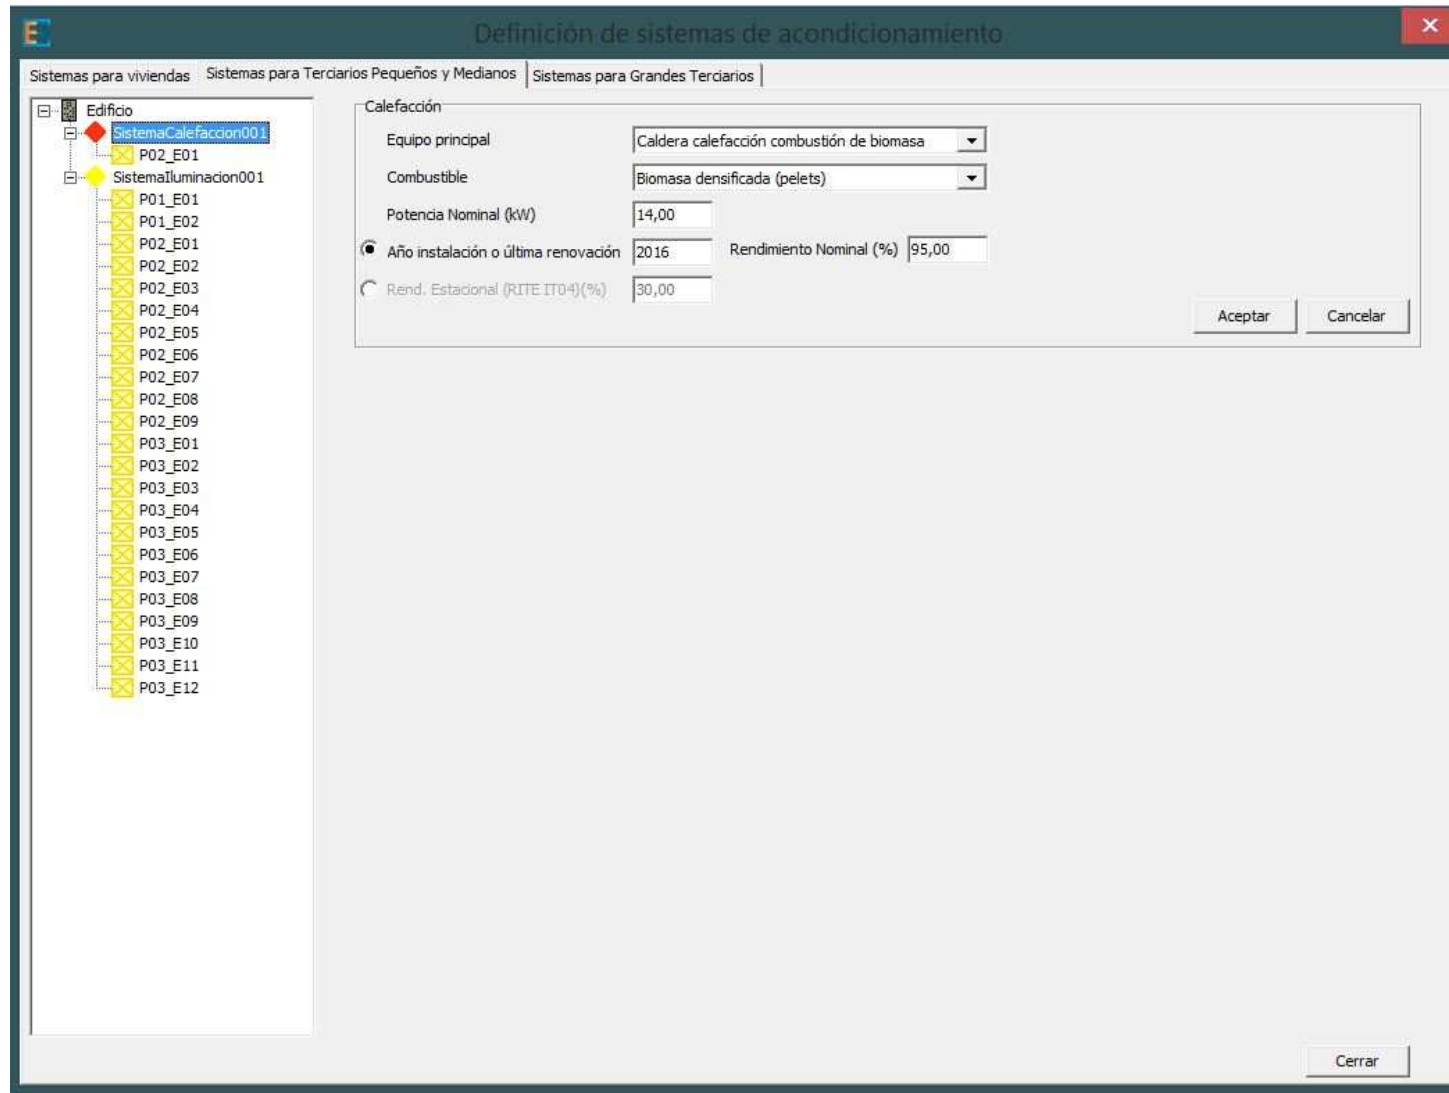 Definición de sistemas de acondicionamiento
Sistemas para viviendas
Sistemas para Terciarios Pequeños y Medianos
Sistemas para Grandes Terciarios
Edificio
SistemaCalefaccion001
P02_E01
SistemaIluminacion001
P01_E01
P01_E02
P02_E01
P02_E02
P02_E03
P02_E04
P02_E05
P02_E06
P02_E07
P02_E08
P02_E09
P03_E01
P03_E02
P03_E03
P03_E04
P03_E05
P03_E06
P03_E07
P03_E08
P03_E09
P03_E10
P03_E11
P03_E12
Calefacción
Equipo principal Caldera calefacción combustión de biomasa
Combustible Biomasa densificada (pelets)
Potencia Nominal (kW) 14,00
Año instalación o última renovación 2016 Rendimiento Nominal (%) 95,00
Rend. Estacional (RITE IT04)(%) 30,00
Aceptar Cancelar
Cerrar